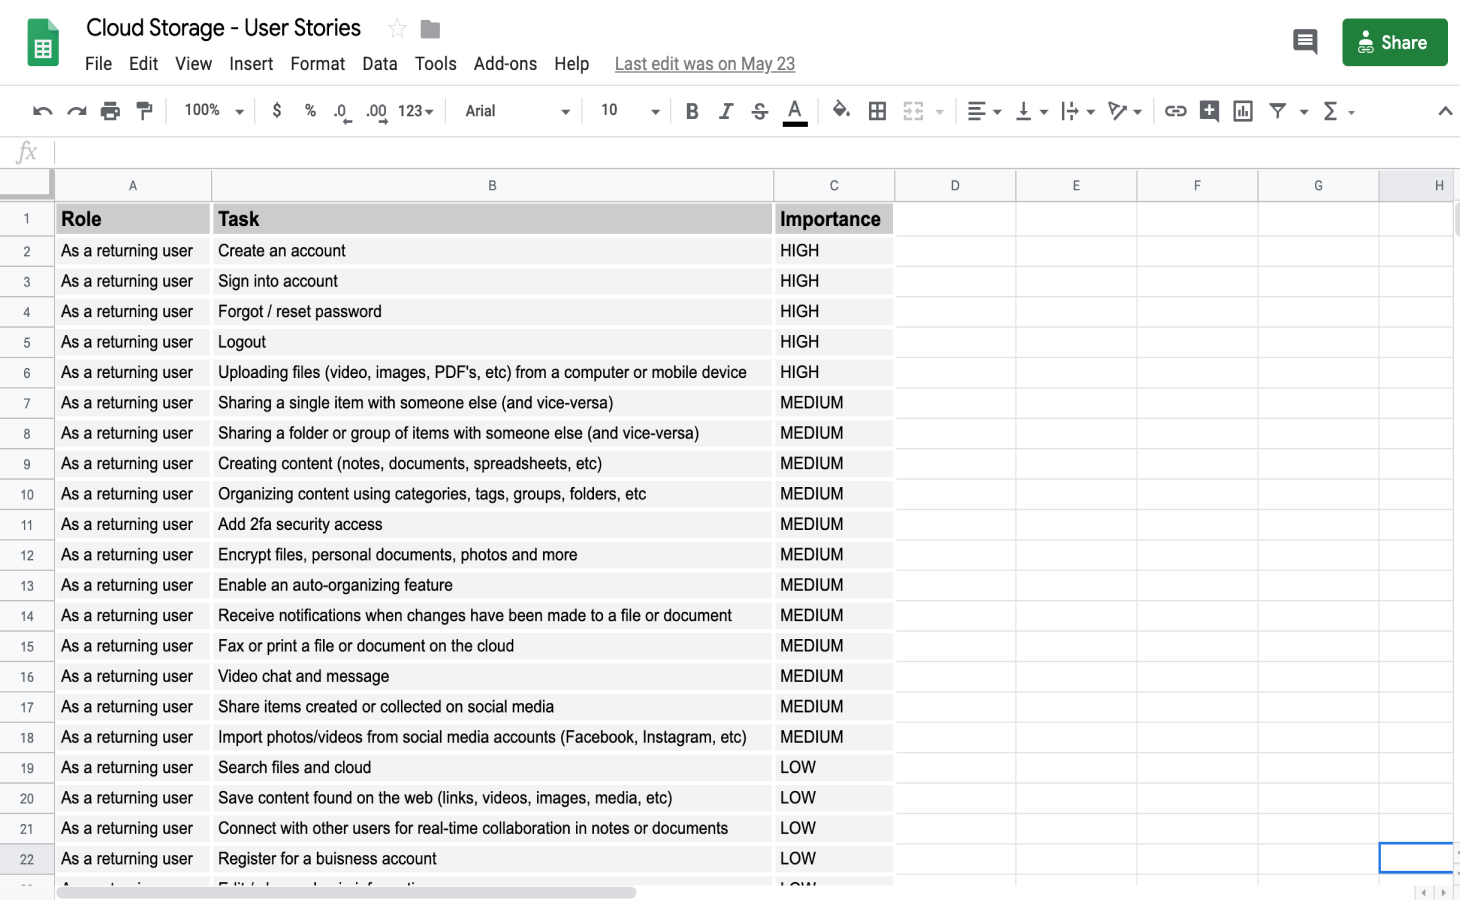 Cloud Storage - User Stories
File Edit View Insert Format Data Tools Add-ons Help Last edit was on May 23
Share
100% $ % .0 .00 123 Arial 10 B I S A Σ
fx
A B C D E F G H
1 Role Task Importance
2 As a returning user Create an account HIGH
3 As a returning user Sign into account HIGH
4 As a returning user Forgot / reset password HIGH
5 As a returning user Logout HIGH
6 As a returning user Uploading files (video, images, PDF's, etc) from a computer or mobile device HIGH
7 As a returning user Sharing a single item with someone else (and vice-versa) MEDIUM
8 As a returning user Sharing a folder or group of items with someone else (and vice-versa) MEDIUM
9 As a returning user Creating content (notes, documents, spreadsheets, etc) MEDIUM
10 As a returning user Organizing content using categories, tags, groups, folders, etc MEDIUM
11 As a returning user Add 2fa security access MEDIUM
12 As a returning user Encrypt files, personal documents, photos and more MEDIUM
13 As a returning user Enable an auto-organizing feature MEDIUM
14 As a returning user Receive notifications when changes have been made to a file or document MEDIUM
15 As a returning user Fax or print a file or document on the cloud MEDIUM
16 As a returning user Video chat and message MEDIUM
17 As a returning user Share items created or collected on social media MEDIUM
18 As a returning user Import photos/videos from social media accounts (Facebook, Instagram, etc) MEDIUM
19 As a returning user Search files and cloud LOW
20 As a returning user Save content found on the web (links, videos, images, media, etc) LOW
21 As a returning user Connect with other users for real-time collaboration in notes or documents LOW
22 As a returning user Register for a buisness account LOW